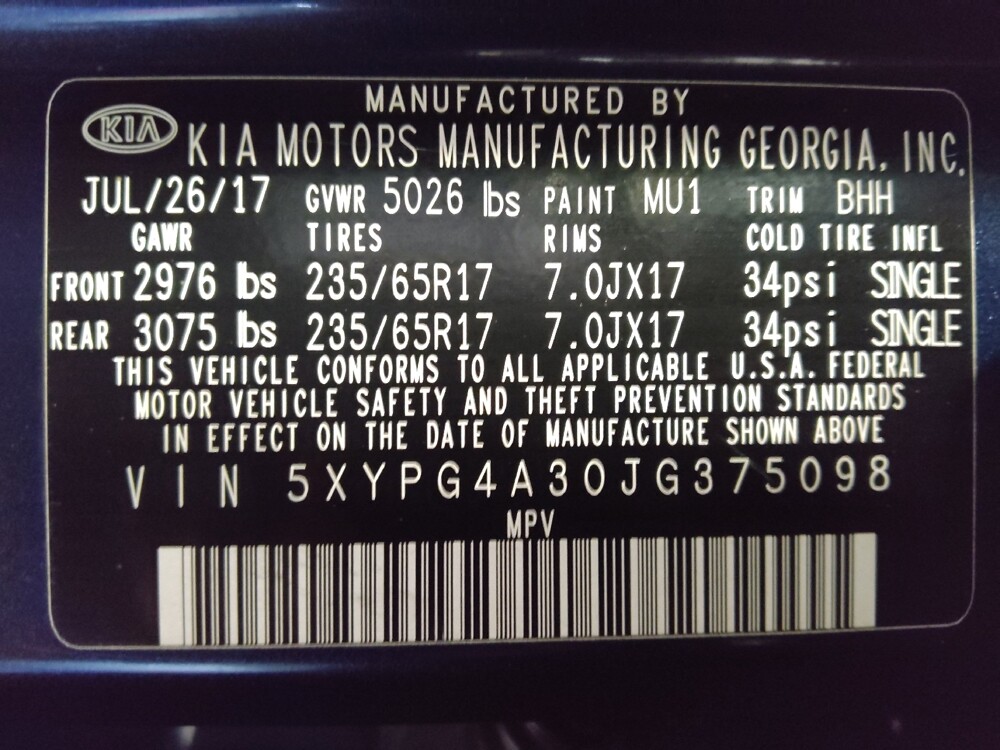 MANUFACTURED BY
KIA KIA MOTORS MANUFACTURING GEORGIA, INC.
JUL/26/17 GVWR 5026 lbs PAINT MU1 TRIM BHH
GAWR TIRES RIMS COLD TIRE INFL
FRONT 2976 lbs 235/65R17 7.0JX17 34psi SINGLE
REAR 3075 lbs 235/65R17 7.0JX17 34psi SINGLE
THIS VEHICLE CONFORMS TO ALL APPLICABLE U.S.A. FEDERAL
MOTOR VEHICLE SAFETY AND THEFT PREVENTION STANDARDS
IN EFFECT ON THE DATE OF MANUFACTURE SHOWN ABOVE
VIN 5XYPG4A30JG375098
MPV